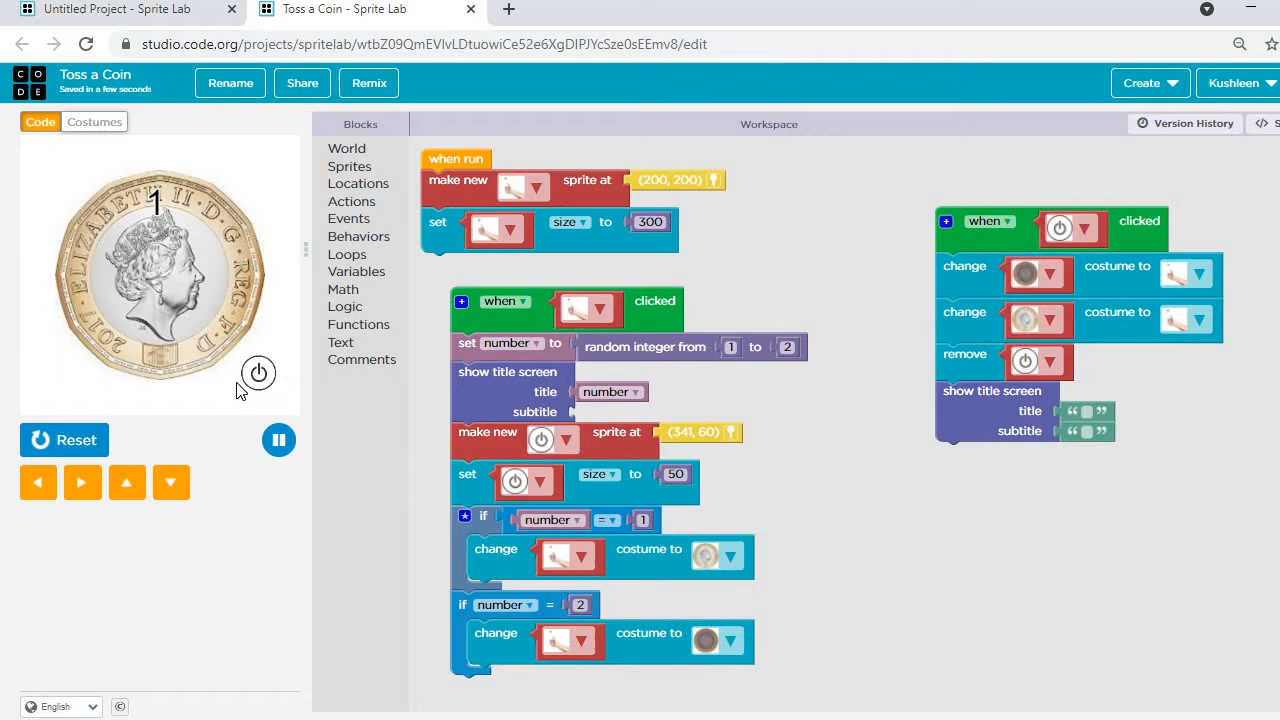 Untitled Project - Sprite Lab
Toss a Coin - Sprite Lab
studio.code.org/projects/spritelab/wtbZ09QmEVIvLDtuowiCe52e6XgDIPJYcSze0sEEmv8/edit
CO
DE
Toss a Coin
Saved in a few seconds
Rename
Share
Remix
Create
Kushleen
Code
Costumes
Blocks
Workspace
Version History
World
Sprites
Locations
Actions
Events
Behaviors
Loops
Variables
Math
Logic
Functions
Text
Comments
1
ELIZABETH II · D · G · REG · F · D
2017
Reset
English
©
when run
make new sprite at (200, 200)
set size to 300
when clicked
set number to random integer from 1 to 2
show title screen
title number
subtitle
make new sprite at (341, 60)
set size to 50
if number = 1
change costume to
if number = 2
change costume to
when clicked
change costume to
change costume to
remove
show title screen
title “ ”
subtitle “ ”